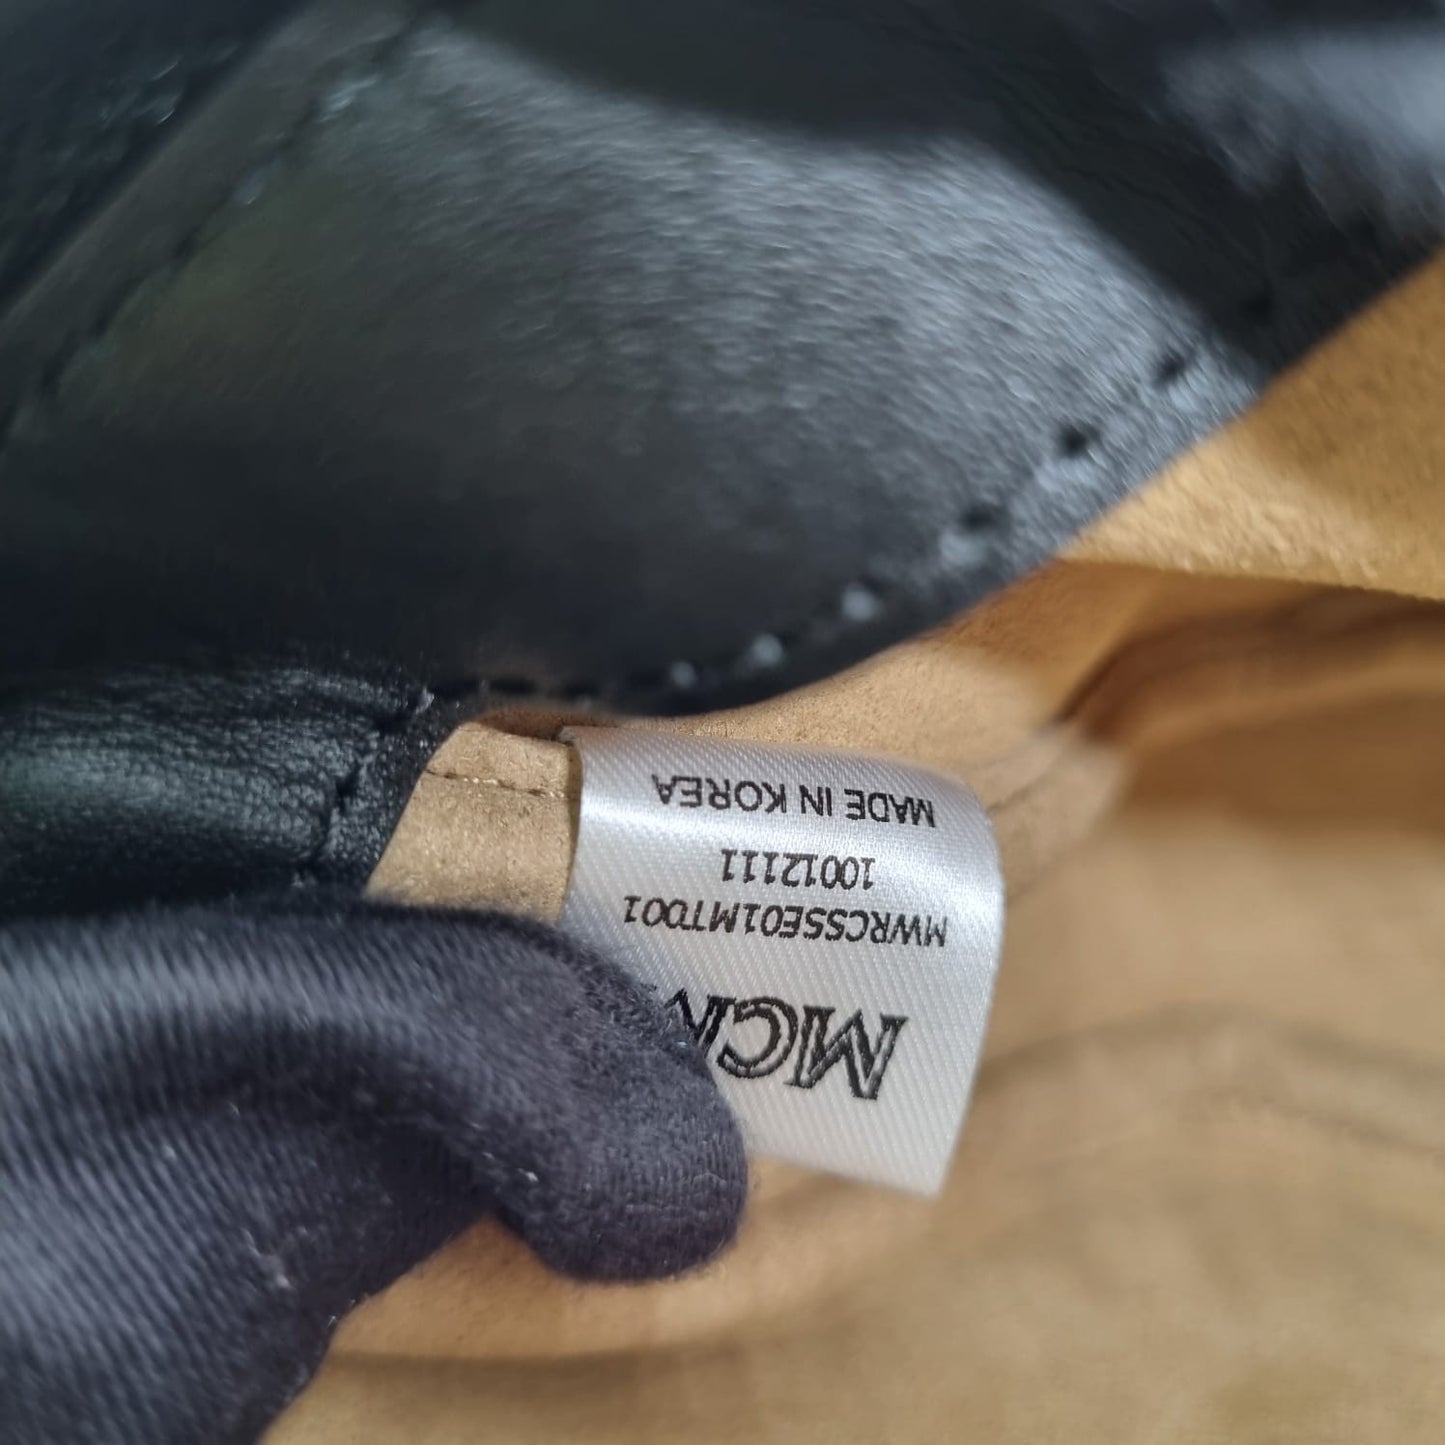 MCM
MWRCSSE01MT001
10012111
MADE IN KOREA